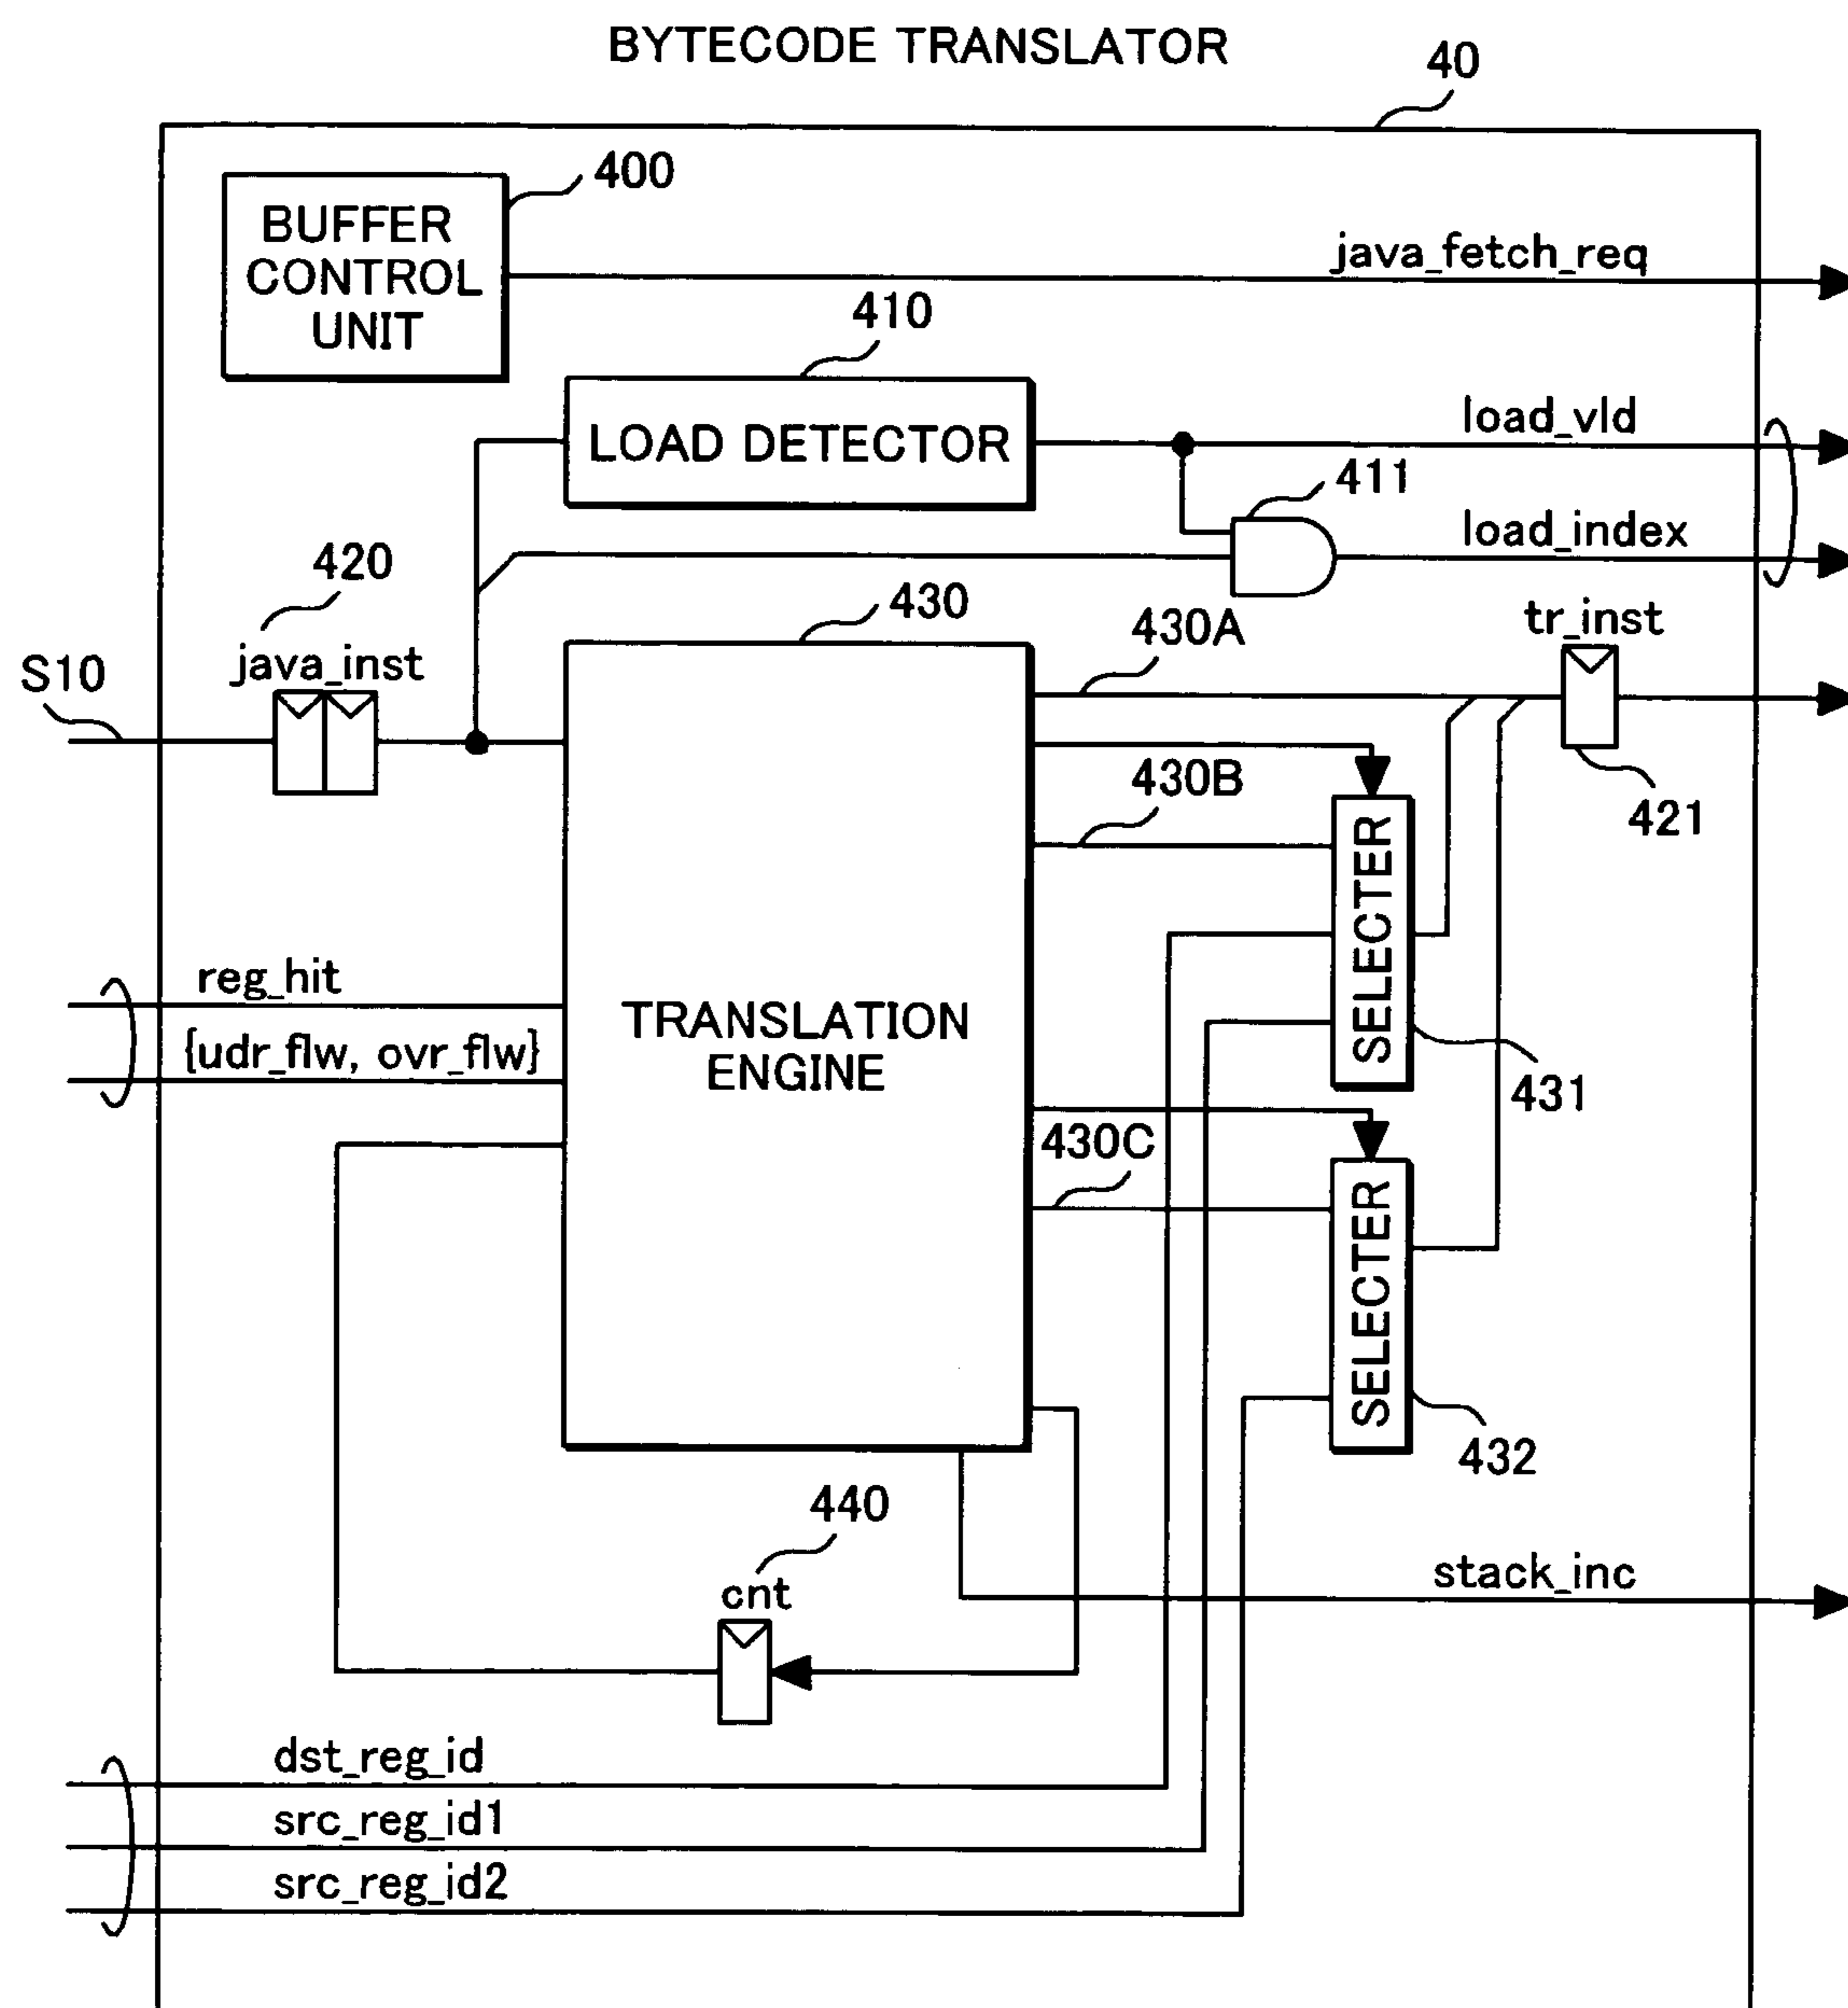 BYTECODE TRANSLATOR
40
400
BUFFER
CONTROL
UNIT
java_fetch_req
410
LOAD DETECTOR
load_vld
411
load_index
420
java_inst
S10
430
430A
tr_inst
421
430B
SELECTER
431
reg_hit
{udr_flw, ovr_flw}
TRANSLATION
ENGINE
430C
SELECTER
432
440
cnt
stack_inc
dst_reg_id
src_reg_id1
src_reg_id2